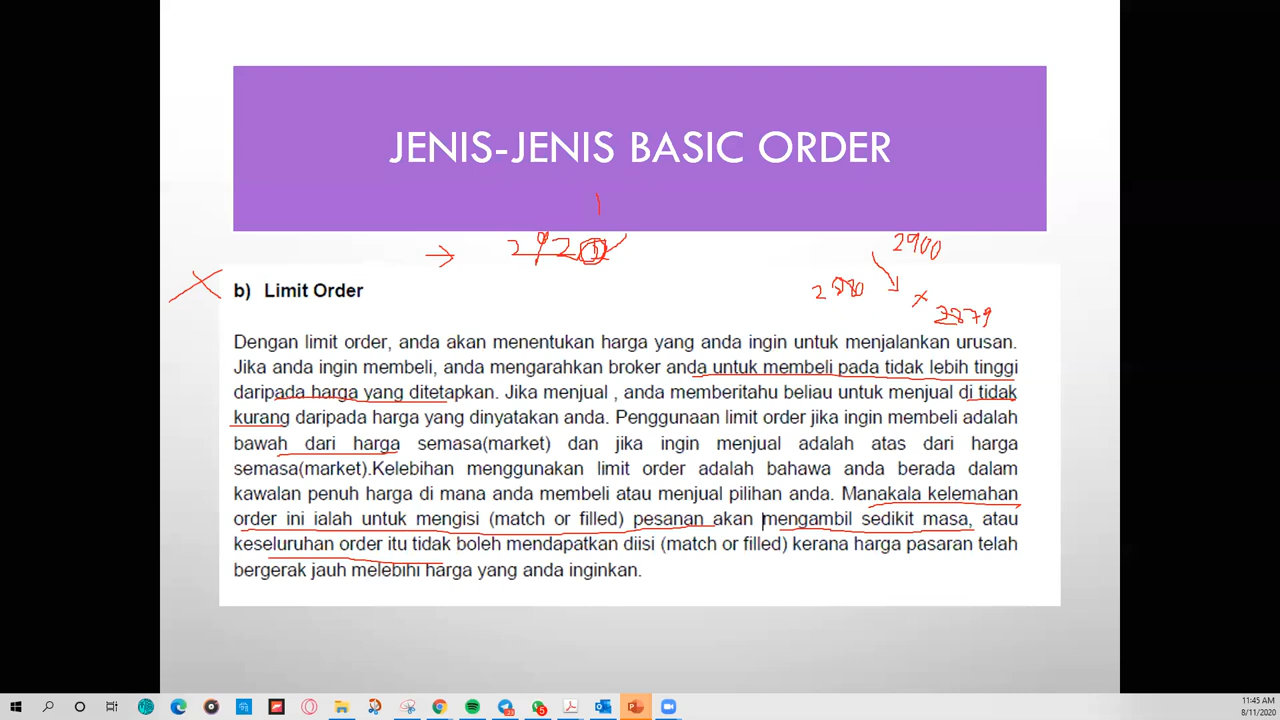 JENIS-JENIS BASIC ORDER
2900
2879
b) Limit Order
Dengan limit order, anda akan menentukan harga yang anda ingin untuk menjalankan urusan.
Jika anda ingin membeli, anda mengarahkan broker anda untuk membeli pada tidak lebih tinggi
daripada harga yang ditetapkan. Jika menjual , anda memberitahu beliau untuk menjual di tidak
kurang daripada harga yang dinyatakan anda. Penggunaan limit order jika ingin membeli adalah
bawah dari harga semasa(market) dan jika ingin menjual adalah atas dari harga
semasa(market).Kelebihan menggunakan limit order adalah bahawa anda berada dalam
kawalan penuh harga di mana anda membeli atau menjual pilihan anda. Manakala kelemahan
order ini ialah untuk mengisi (match or filled) pesanan akan mengambil sedikit masa, atau
keseluruhan order itu tidak boleh mendapatkan diisi (match or filled) kerana harga pasaran telah
bergerak jauh melebihi harga yang anda inginkan.
11:45 AM
8/11/2020